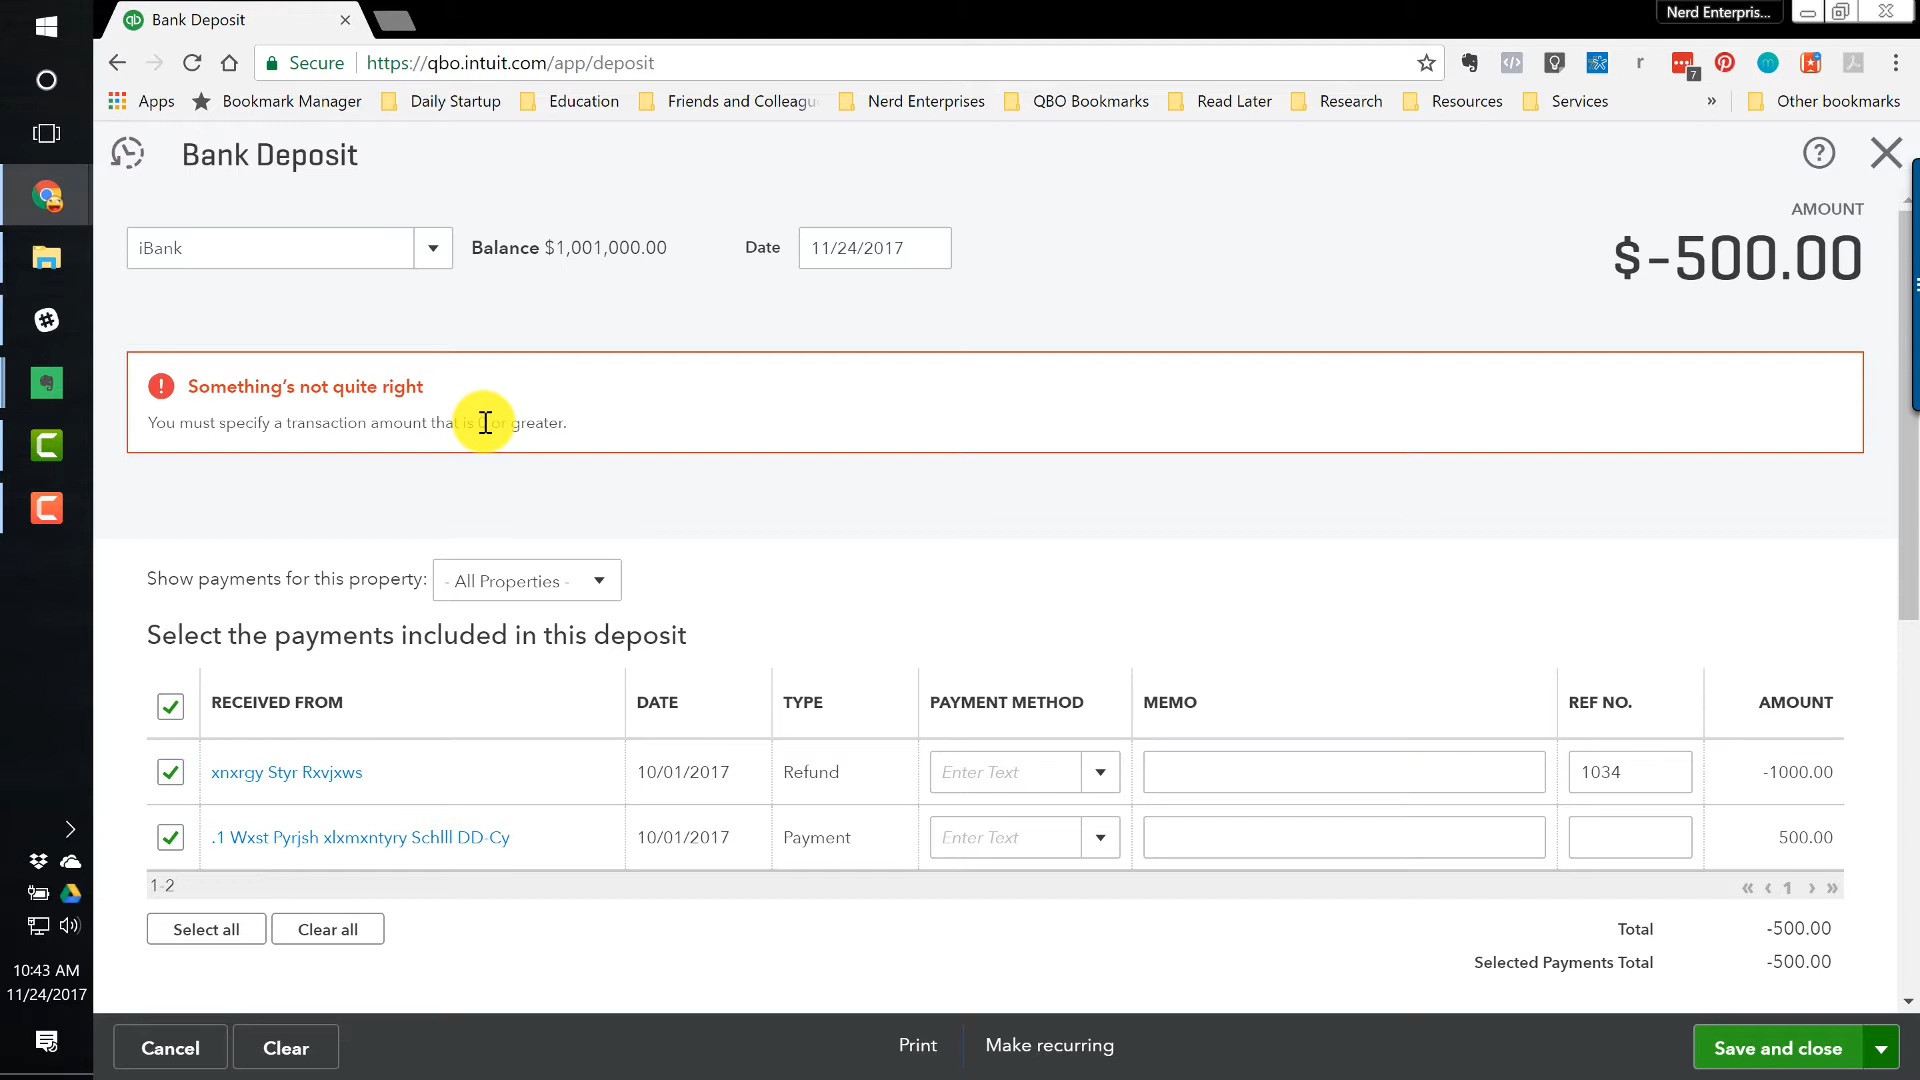 Bank Deposit
Nerd Enterpris...
Secure https://qbo.intuit.com/app/deposit
r
7
Apps Bookmark Manager Daily Startup Education Friends and Colleagu Nerd Enterprises QBO Bookmarks Read Later Research Resources Services » Other bookmarks
Bank Deposit
?
AMOUNT
$-500.00
iBank Balance $1,001,000.00 Date 11/24/2017
! Something's not quite right
You must specify a transaction amount that is 0 or greater.
Show payments for this property: - All Properties -
Select the payments included in this deposit
RECEIVED FROM DATE TYPE PAYMENT METHOD MEMO REF NO. AMOUNT
xnxrgy Styr Rxvjxws 10/01/2017 Refund Enter Text 1034 -1000.00
.1 Wxst Pyrjsh xlxmxntyry Schlll DD-Cy 10/01/2017 Payment Enter Text 500.00
1-2 « ‹ 1 › »
Select all Clear all
Total -500.00
Selected Payments Total -500.00
10:43 AM
11/24/2017
Cancel Clear Print Make recurring Save and close